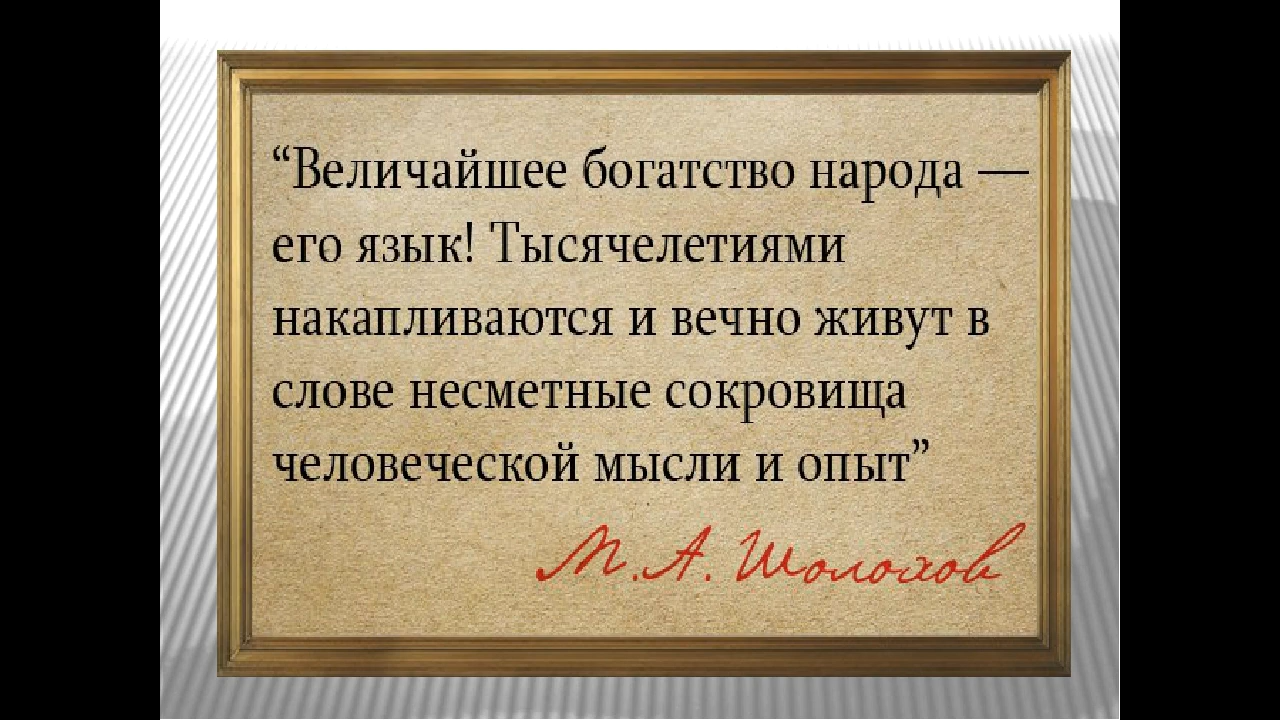 “Величайшее богатство народа —
его язык! Тысячелетиями
накапливаются и вечно живут в
слове несметные сокровища
человеческой мысли и опыт”
М. А. Шолохов